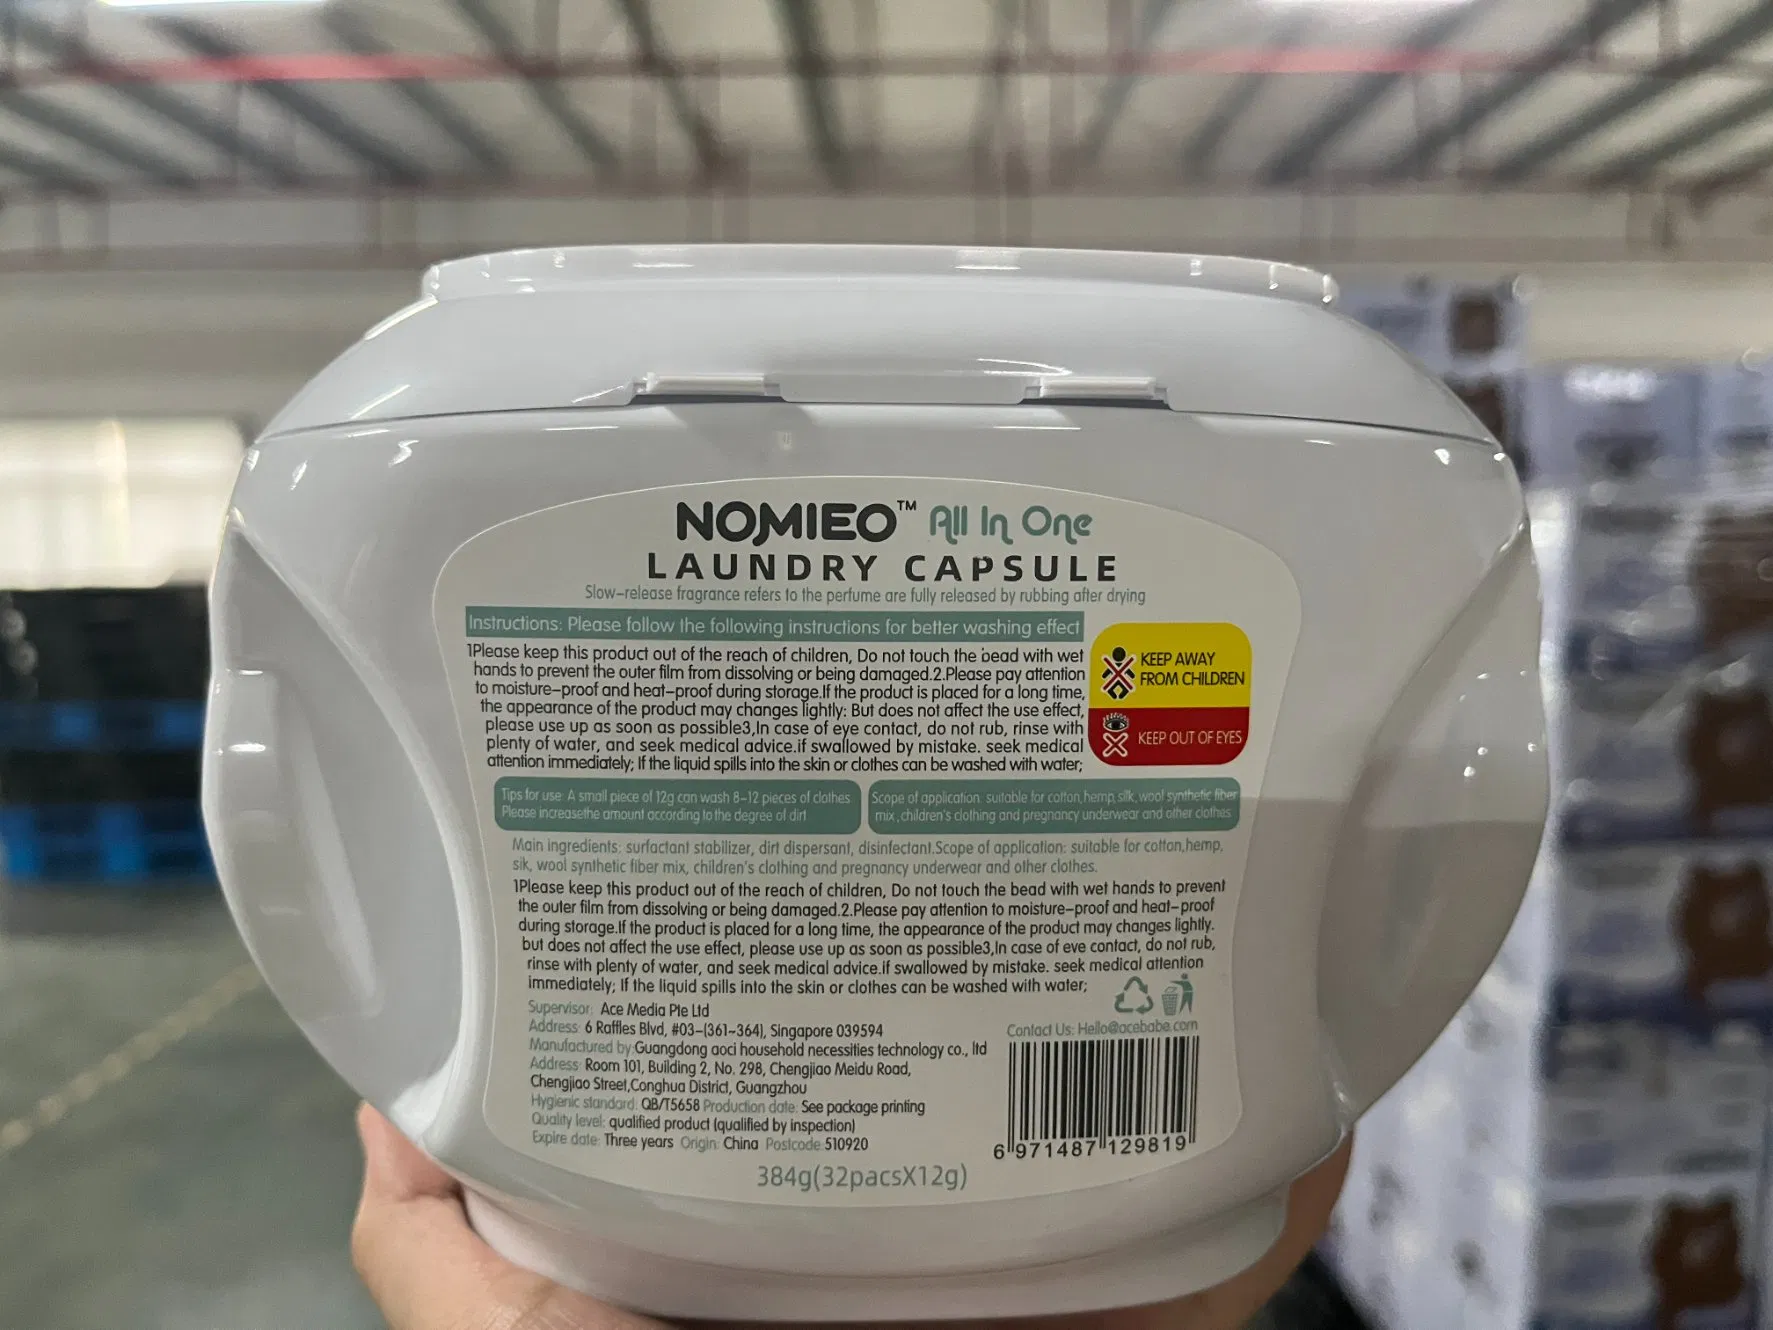 NOMIEO™ All In One
LAUNDRY CAPSULE
Slow-release fragrance refers to the perfume are fully released by rubbing after drying
Instructions: Please follow the following instructions for better washing effect
1Please keep this product out of the reach of children, Do not touch the bead with wet
hands to prevent the outer film from dissolving or being damaged.2.Please pay attention
to moisture-proof and heat-proof during storage.If the product is placed for a long time,
the appearance of the product may changes lightly: But does not affect the use effect,
please use up as soon as possible3,In case of eye contact, do not rub, rinse with
plenty of water, and seek medical advice.if swallowed by mistake. seek medical
attention immediately; If the liquid spills into the skin or clothes can be washed with water;
KEEP AWAY
FROM CHILDREN
KEEP OUT OF EYES
Tips for use: A small piece of 12g can wash 8-12 pieces of clothes
Please increasethe amount according to the degree of dirt
Scope of application: suitable for cotton, hemp, silk, wool synthetic fiber
mix ,children's clothing and pregnancy underwear and other clothes
Main ingredients: surfactant stabilizer, dirt dispersant, disinfectant.Scope of application: suitable for cotton,hemp,
sik, wool synthetic fiber mix, children's clothing and pregnancy underwear and other clothes.
1Please keep this product out of the reach of children, Do not touch the bead with wet hands to prevent
the outer film from dissolving or being damaged.2.Please pay attention to moisture-proof and heat-proof
during storage.If the product is placed for a long time, the appearance of the product may changes lightly.
but does not affect the use effect, please use up as soon as possible3,In case of eve contact, do not rub,
rinse with plenty of water, and seek medical advice.if swallowed by mistake. seek medical attention
immediately; If the liquid spills into the skin or clothes can be washed with water;
Supervisor: Ace Media Pte Ltd
Address: 6 Raffles Blvd, #03-(361~364), Singapore 039594
Manufactured by:Guangdong aoci household necessities technology co., ltd
Address: Room 101, Building 2, No. 298, Chengjiao Meidu Road,
Chengjiao Street,Conghua District, Guangzhou
Hygienic standard: QB/T5658 Production date: See package printing
Quality level: qualified product (qualified by inspection)
Expire date: Three years Origin: China Postcode:510920
Contact Us: Hello@acebabe.com
6 971487 129819
384g(32pacsX12g)